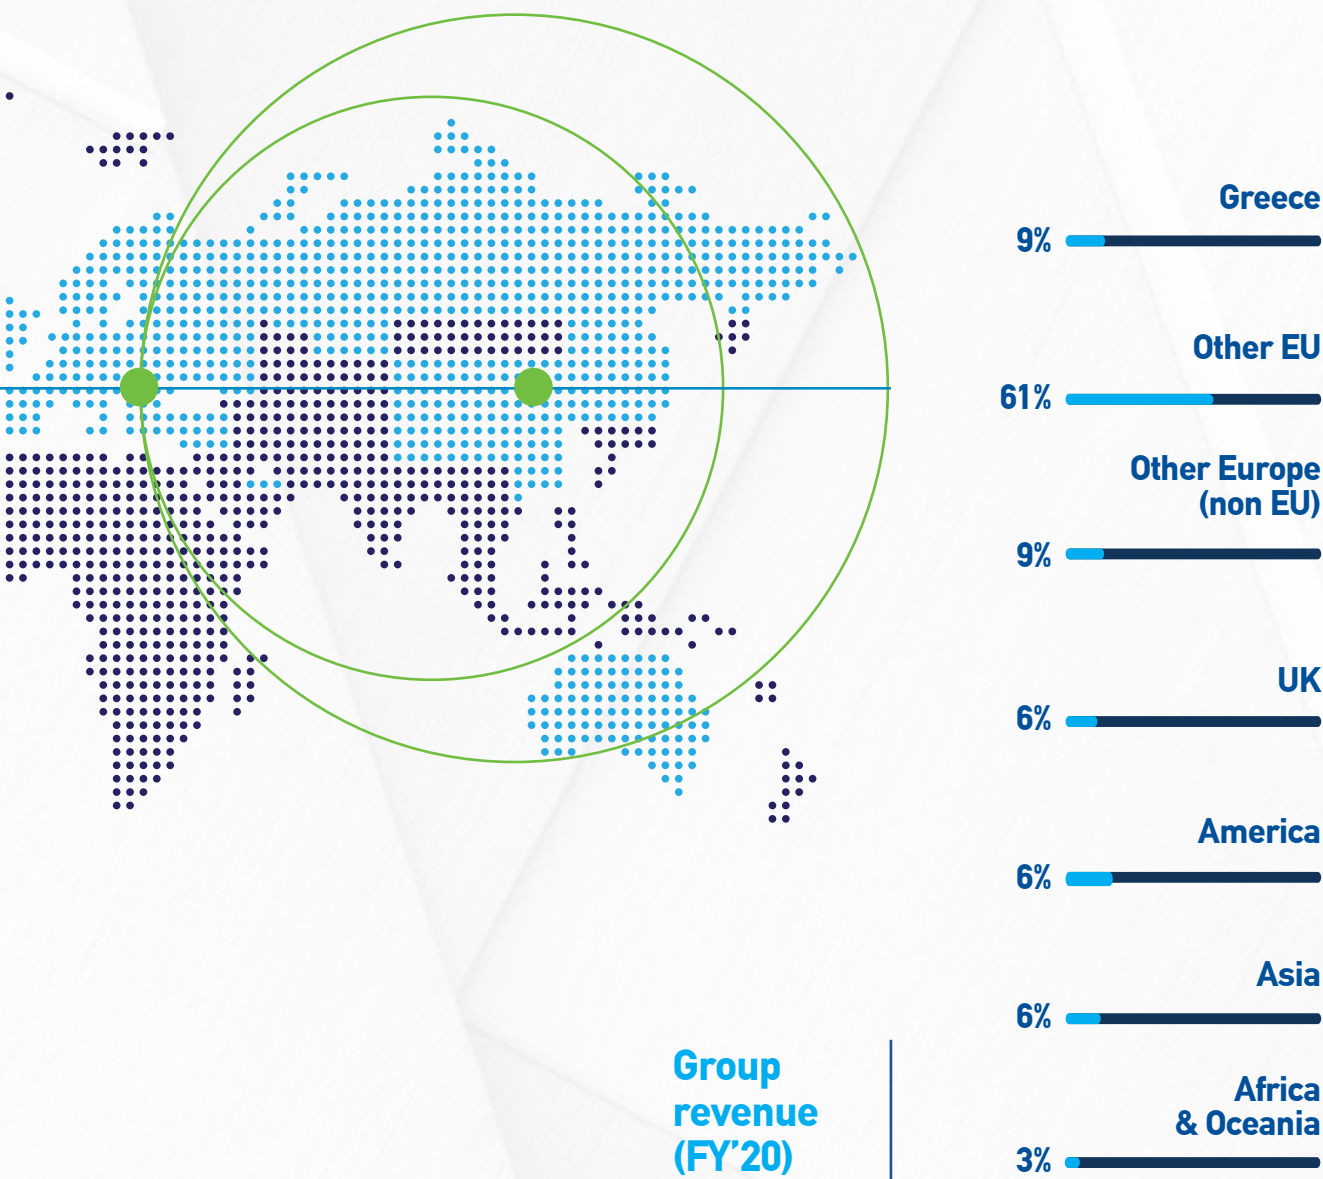 Greece
9%
Other EU
61%
Other Europe
(non EU)
9%
UK
6%
America
6%
Asia
6%
Africa
& Oceania
3%
Group
revenue
(FY’20)